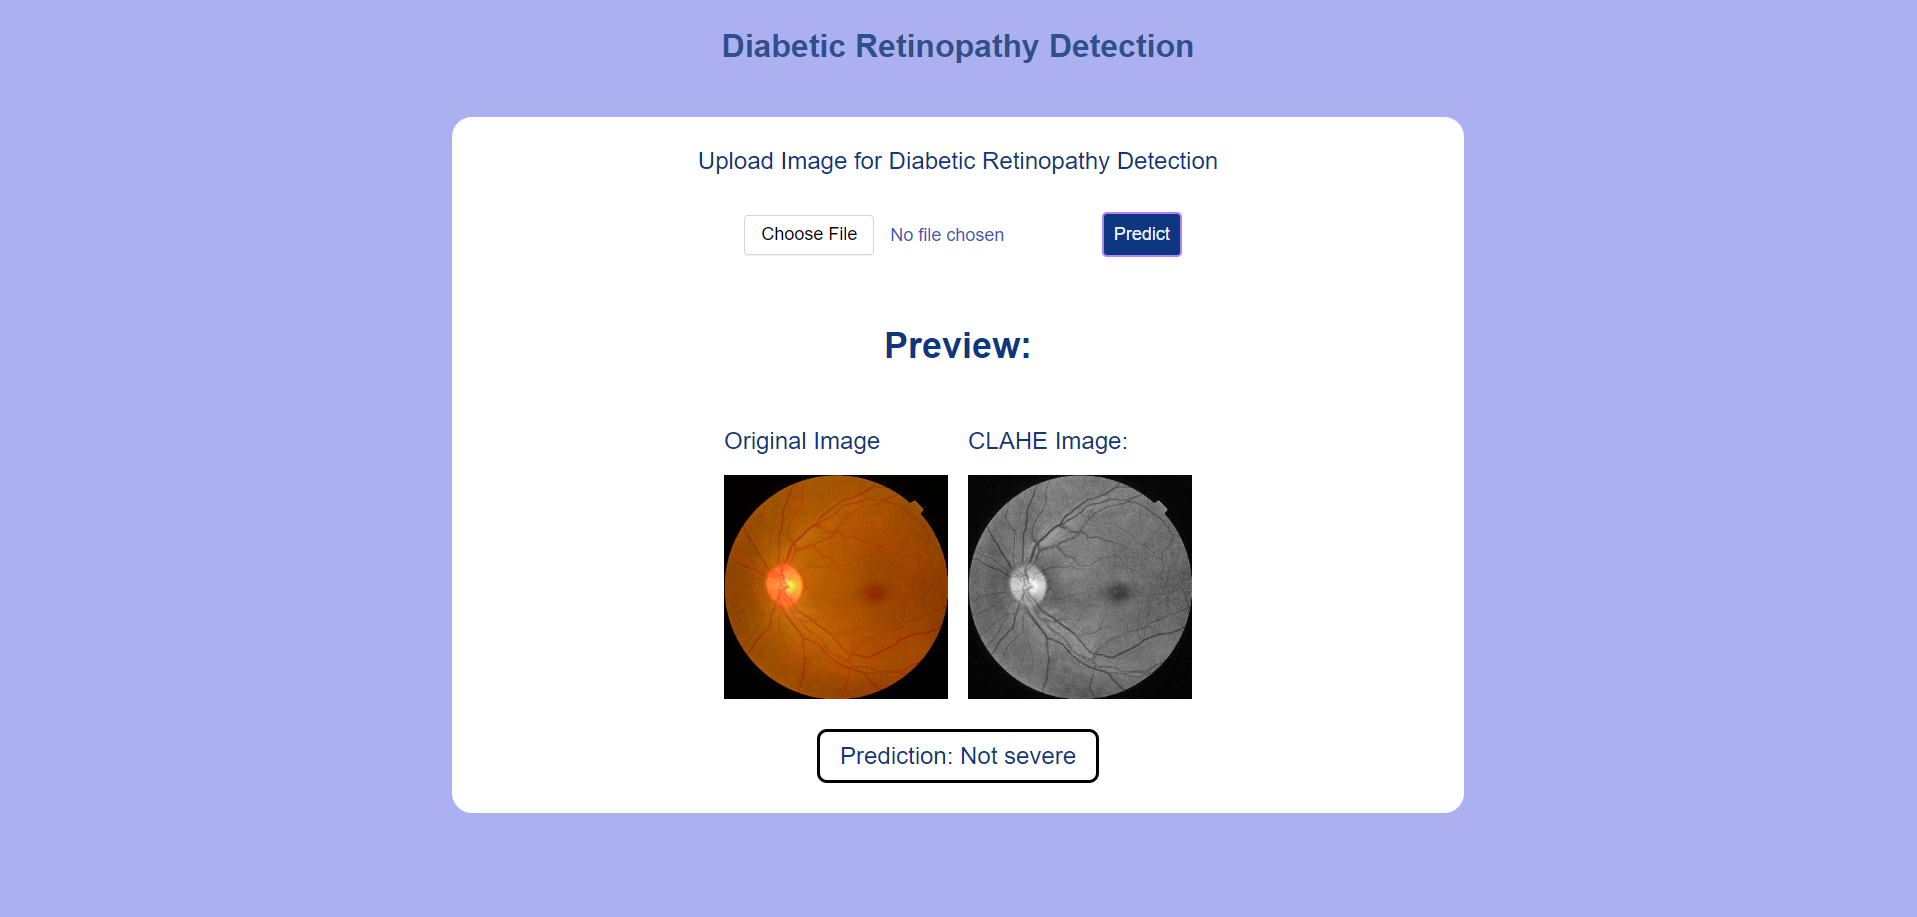 Diabetic Retinopathy Detection
Upload Image for Diabetic Retinopathy Detection
Choose File No file chosen Predict
Preview:
Original Image CLAHE Image:
Prediction: Not severe